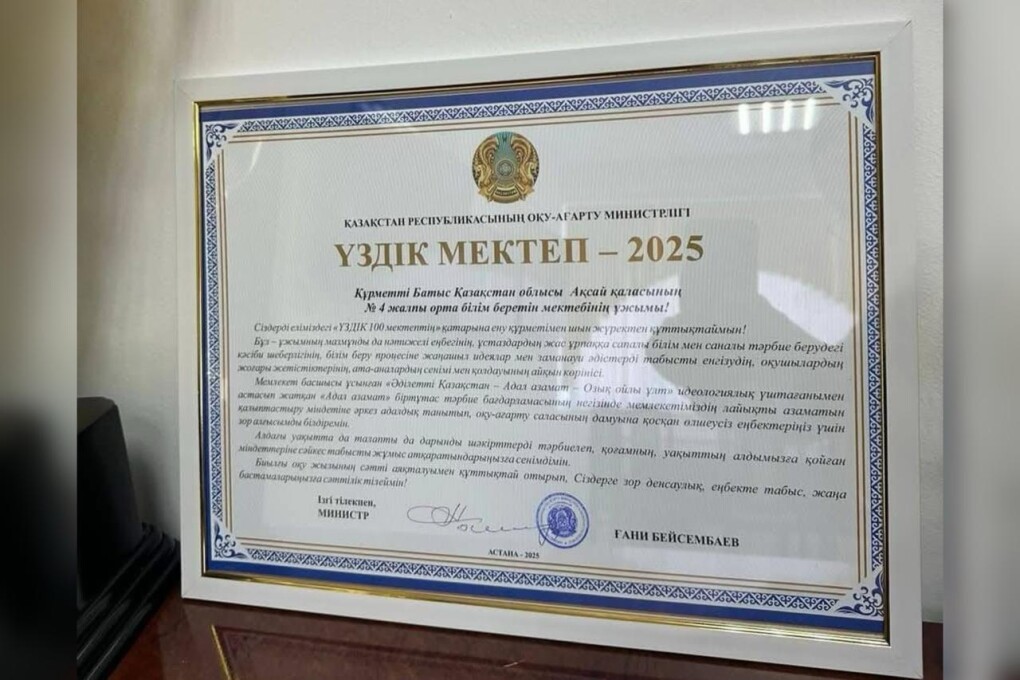 ҚАЗАҚСТАН РЕСПУБЛИКАСЫНЫҢ ОҚУ-АҒАРТУ МИНИСТРЛІГІ
ҮЗДІК МЕКТЕП – 2025
Құрметті Батыс Қазақстан облысы Ақсай қаласының
№ 4 жалпы орта білім беретін мектебінің ұжымы!
Сіздерді еліміздегі «ҮЗДІК 100 мектептің» қатарына ену құрметімен шын жүректен құттықтаймын!
Бұл – ұжымның мазмұнды да нәтижелі еңбегінің, ұстаздардың жас ұрпаққа сапалы білім мен саналы тәрбие берудегі
кәсіби шеберлігінің, білім беру процесіне жаңашыл идеялар мен заманауи әдістерді табысты енгізудің, оқушылардың
жоғары жетістіктерінің, ата-аналардың сенімі мен қолдауының айқын көрінісі.
Мемлекет басшысы ұсынған «Әділетті Қазақстан – Адал азамат – Озық ойлы ұлт» идеологиялық ұштағанымен
астасып жатқан «Адал азамат» біртұтас тәрбие бағдарламасының негізінде мемлекетіміздің лайықты азаматын
қалыптастыру міндетіне әркез адалдық танытып, оқу-ағарту саласының дамуына қосқан өлшеусіз еңбектеріңіз үшін
зор алғысымды білдіремін.
Алдағы уақытта да талапты да дарынды шәкірттерді тәрбиелеп, қоғамның, уақыттың алдымызға қойған
міндеттеріне сәйкес табысты жұмыс атқаратындарыңызға сенімдімін.
Биылғы оқу жылының сәтті аяқталуымен құттықтай отырып, Сіздерге зор денсаулық, еңбекте табыс, жаңа
бастамаларыңызға сәттілік тілеймін!
Ізгі тілекпен,
МИНИСТР
ҒАНИ БЕЙСЕМБАЕВ
АСТАНА - 2025